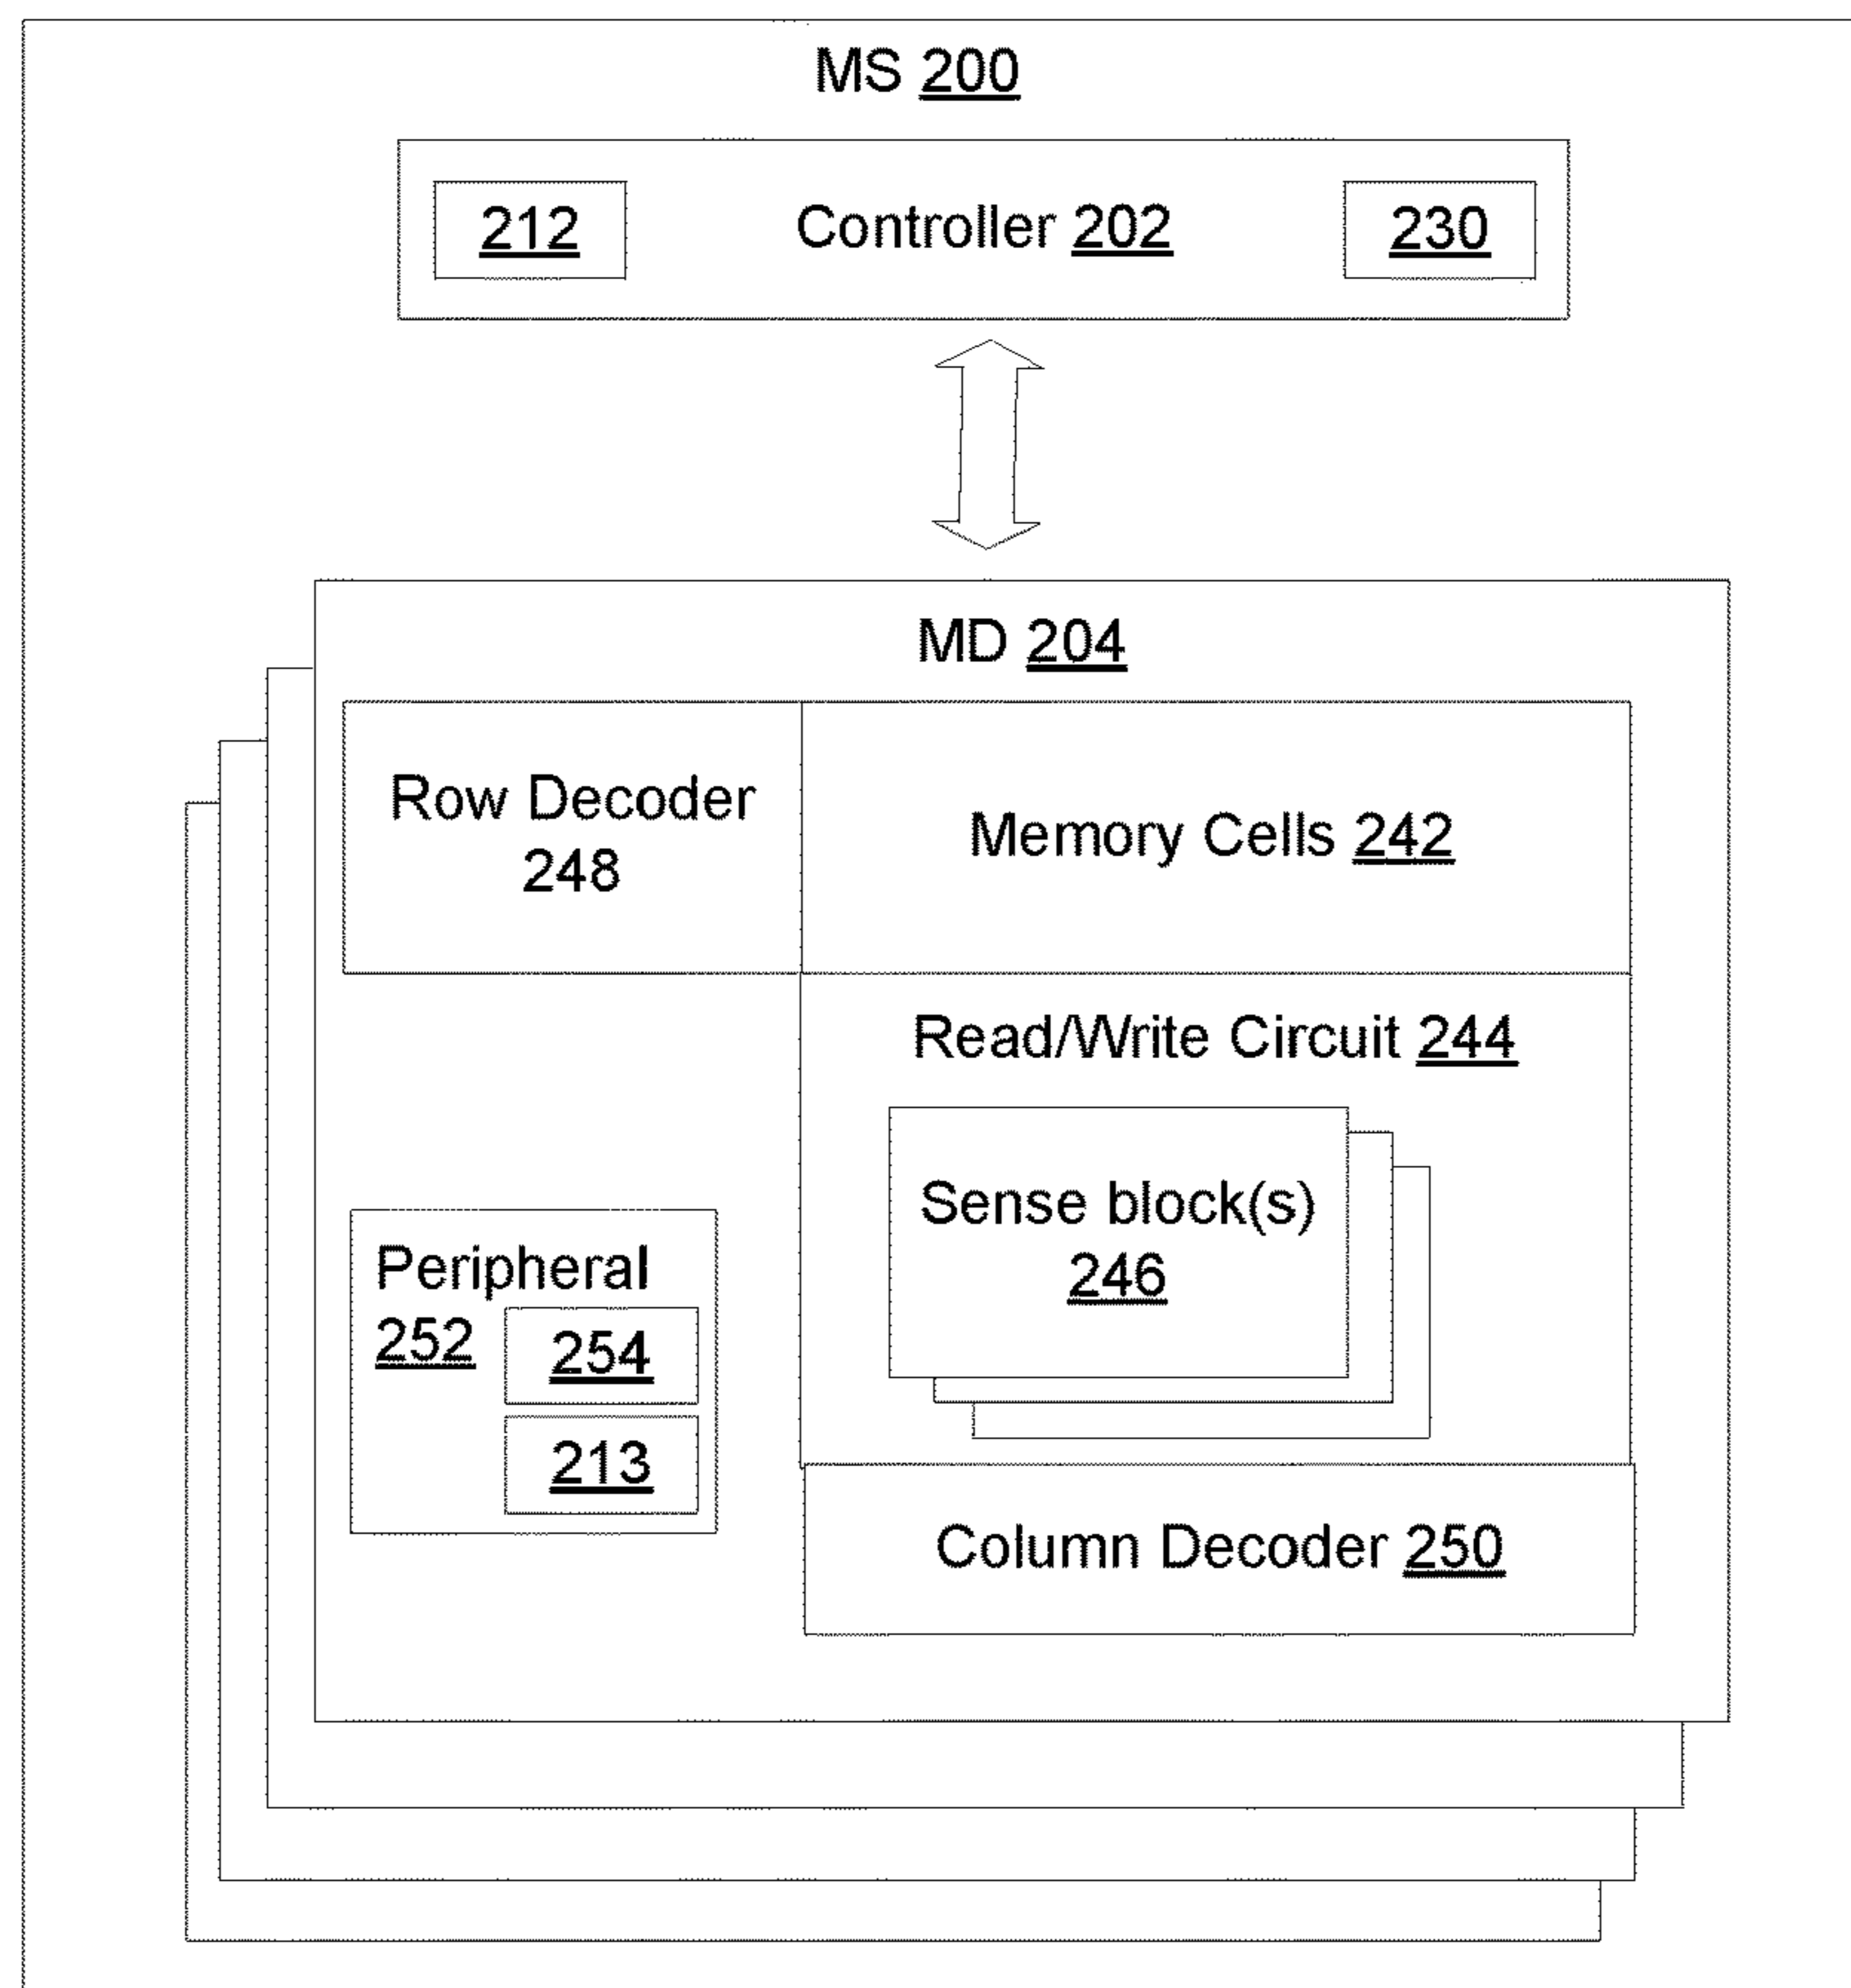 MS 200
212
Controller 202
230
MD 204
Row Decoder
248
Memory Cells 242
Read/Write Circuit 244
Sense block(s)
246
Peripheral
252
254
213
Column Decoder 250